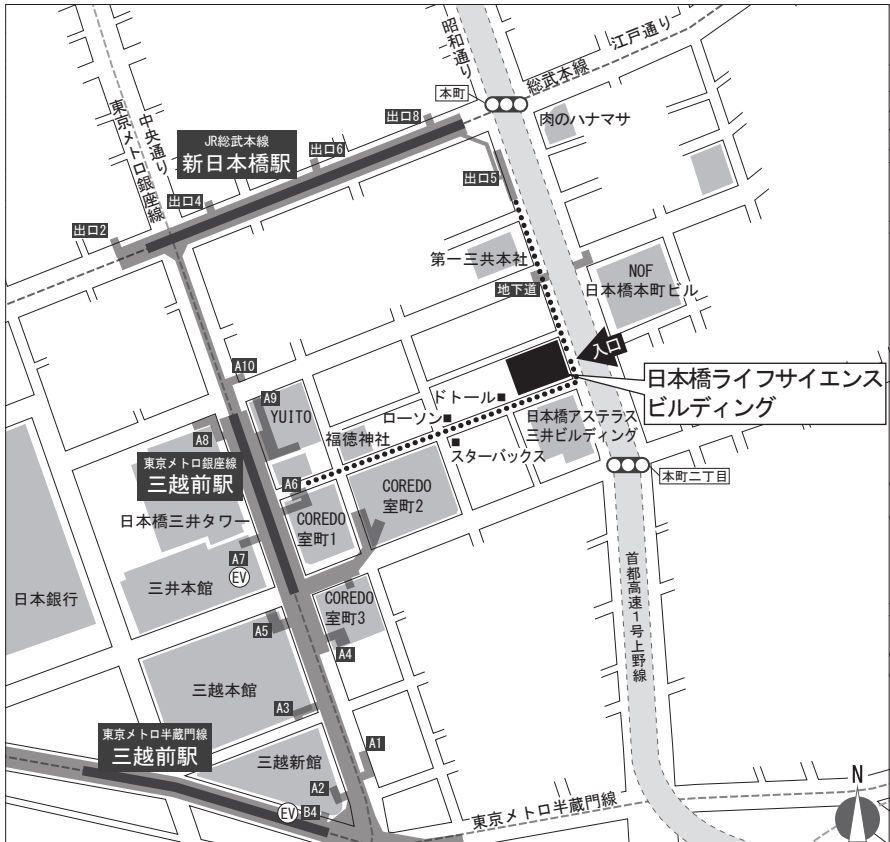 昭和通り
江戸通り
総武本線
本町
肉のハナマサ
出口8
JR総武本線
新日本橋駅
出口6
中央通り
東京メトロ銀座線
出口5
出口4
出口2
第一三共本社
地下道
NOF
日本橋本町ビル
入口
日本橋ライフサイエンス
ビルディング
A10
A9
YUITO
ドトール
ローソン
福徳神社
スターバックス
日本橋アステラス
三井ビルディング
本町二丁目
A8
東京メトロ銀座線
三越前駅
A6
日本橋三井タワー
COREDO
室町1
COREDO
室町2
A7
EV
三井本館
日本銀行
COREDO
室町3
首都高速1号上野線
A5
A4
三越本館
A3
東京メトロ半蔵門線
三越前駅
三越新館
A1
A2
EV
B4
東京メトロ半蔵門線
N